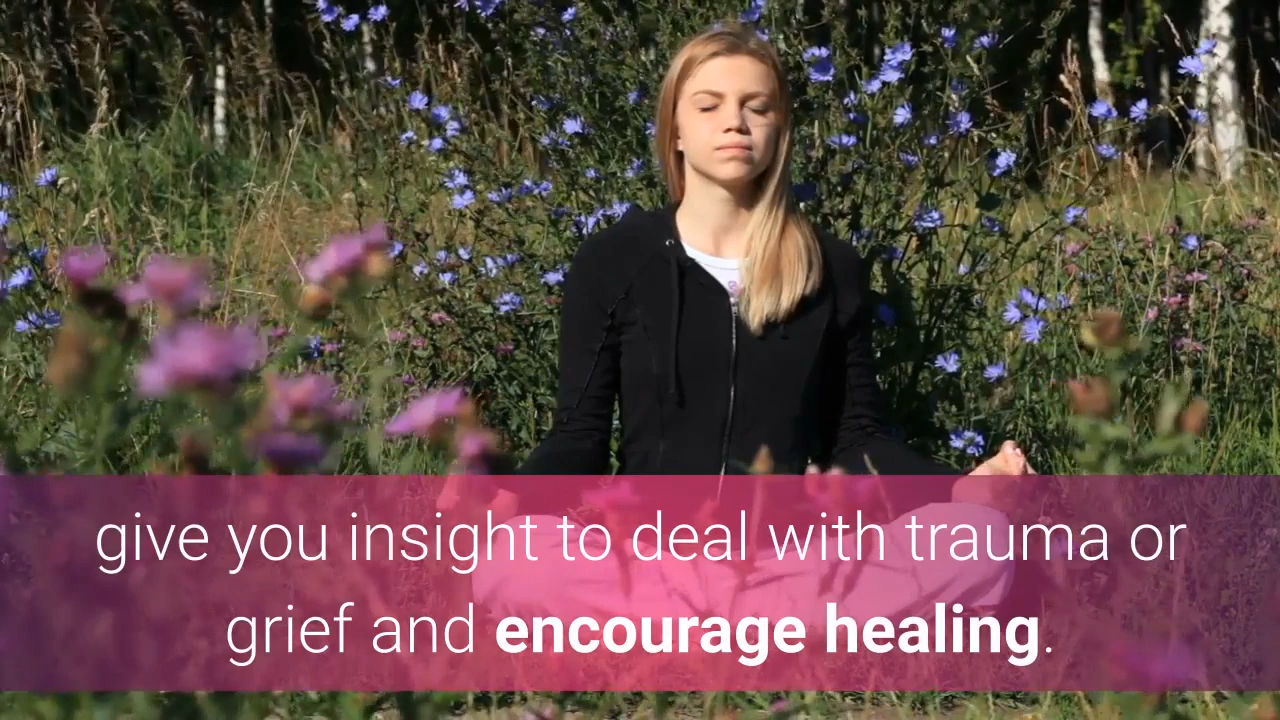 give you insight to deal with trauma or
grief and encourage healing.